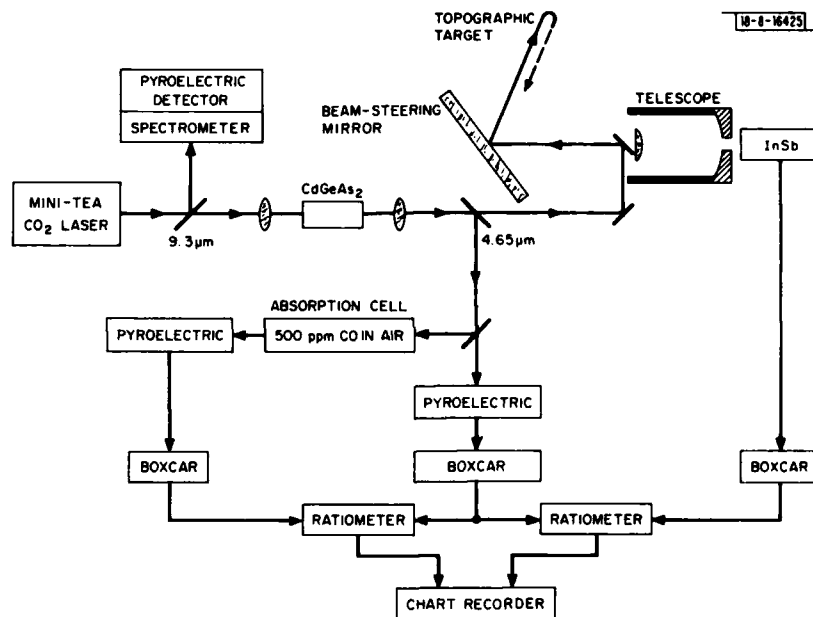 18-8-16425
TOPOGRAPHIC
TARGET
PYROELECTRIC
DETECTOR
SPECTROMETER
BEAM-STEERING
MIRROR
TELESCOPE
InSb
MINI-TEA
CO₂ LASER
CdGeAs₂
9.3μm
4.65μm
ABSORPTION CELL
PYROELECTRIC
500 ppm CO IN AIR
PYROELECTRIC
BOXCAR
BOXCAR
BOXCAR
RATIOMETER
RATIOMETER
CHART RECORDER